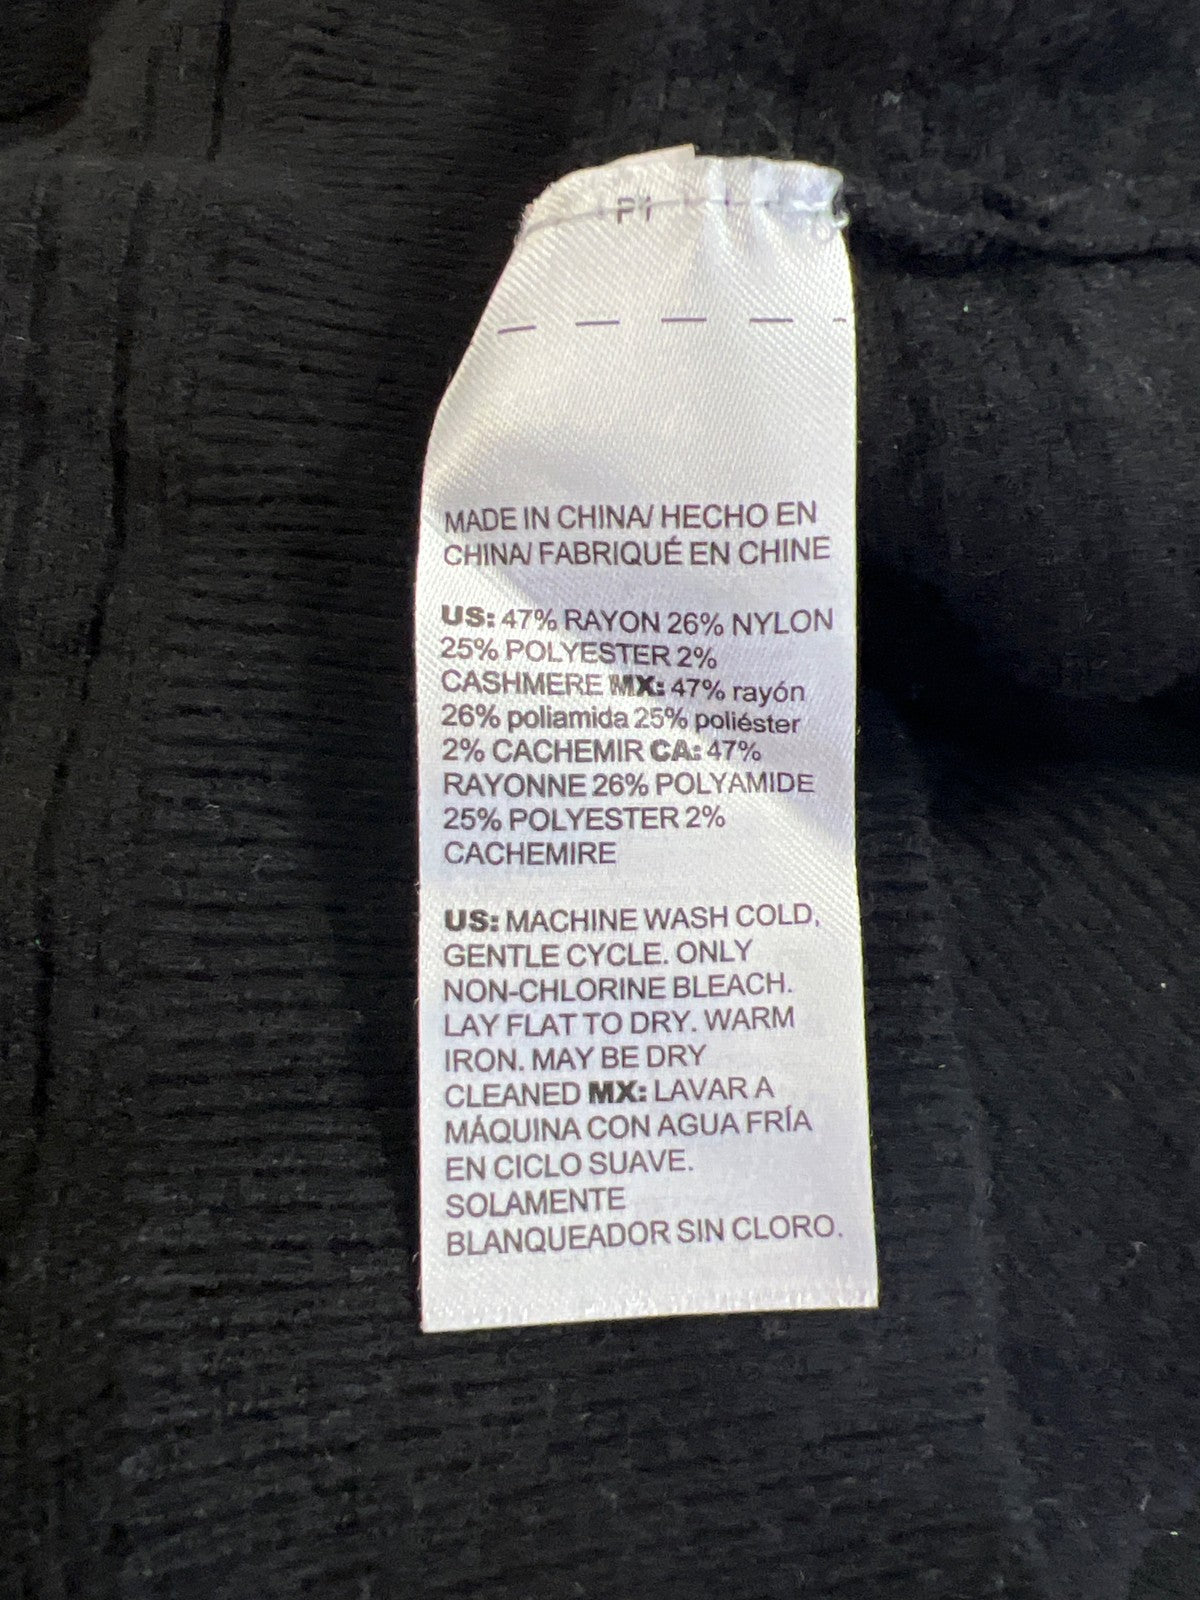 P1
MADE IN CHINA/ HECHO EN
CHINA/ FABRIQUÉ EN CHINE
US: 47% RAYON 26% NYLON
25% POLYESTER 2%
CASHMERE MX: 47% rayón
26% poliamida 25% poliéster
2% CACHEMIR CA: 47%
RAYONNE 26% POLYAMIDE
25% POLYESTER 2%
CACHEMIRE
US: MACHINE WASH COLD,
GENTLE CYCLE. ONLY
NON-CHLORINE BLEACH.
LAY FLAT TO DRY. WARM
IRON. MAY BE DRY
CLEANED MX: LAVAR A
MÁQUINA CON AGUA FRÍA
EN CICLO SUAVE.
SOLAMENTE
BLANQUEADOR SIN CLORO.